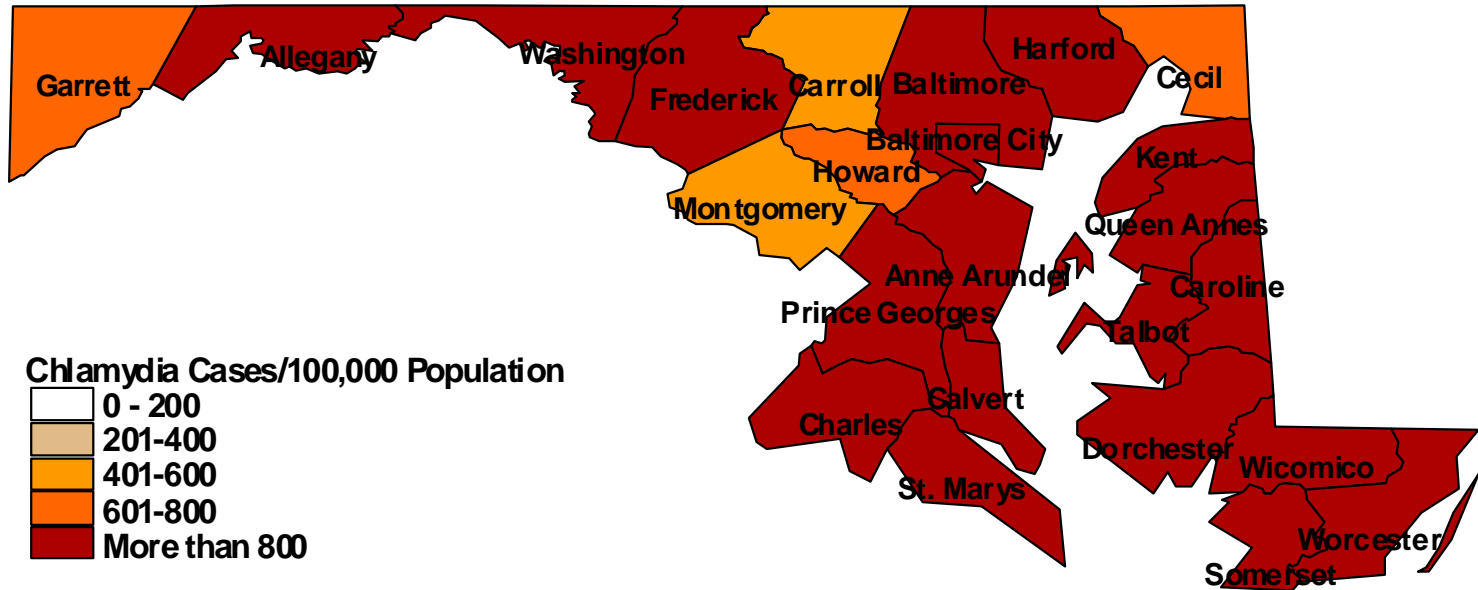 Garrett
Allegany
Washington
Frederick
Carroll
Baltimore
Harford
Cecil
Baltimore City
Howard
Montgomery
Kent
Queen Annes
Anne Arundel
Caroline
Prince Georges
Talbot
Calvert
Charles
Dorchester
Wicomico
St. Marys
Worcester
Somerset
Chlamydia Cases/100,000 Population
0 - 200
201-400
401-600
601-800
More than 800